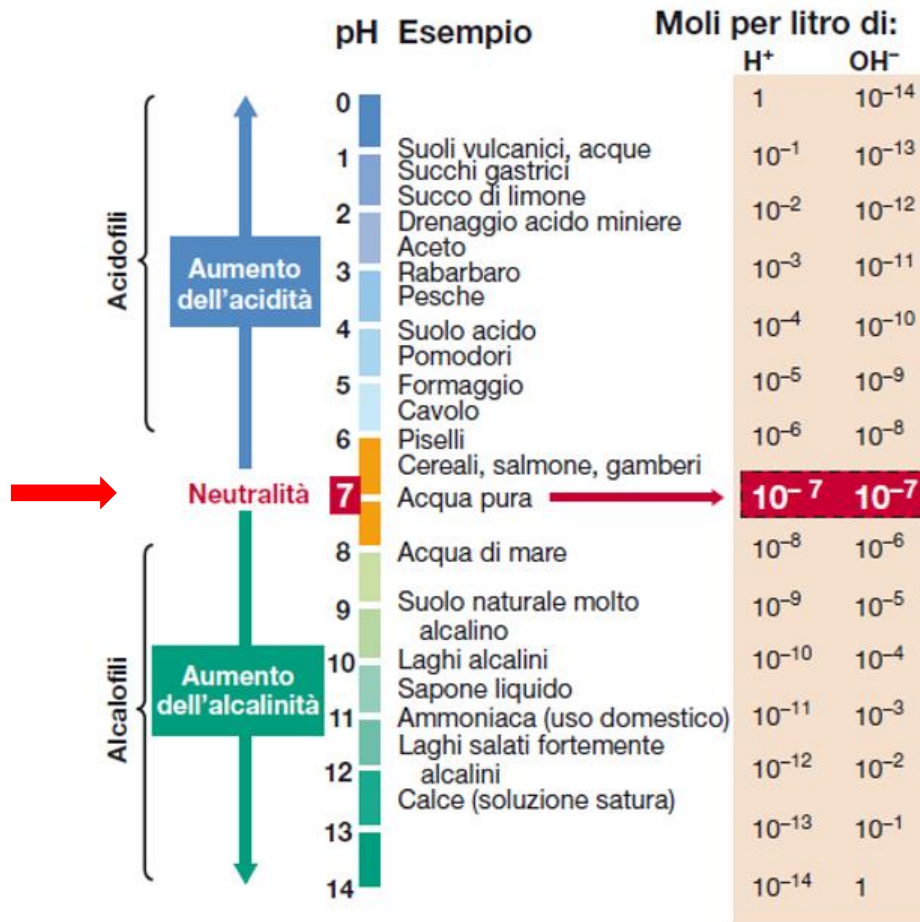 pH Esempio Moli per litro di:
H⁺ OH⁻
0 1 10⁻¹⁴
Suoli vulcanici, acque
1 10⁻¹ 10⁻¹³
Succhi gastrici
Succo di limone
2 10⁻² 10⁻¹²
Drenaggio acido miniere
Aceto
3 Rabarbaro 10⁻³ 10⁻¹¹
Pesche
4 Suolo acido 10⁻⁴ 10⁻¹⁰
Pomodori
5 Formaggio 10⁻⁵ 10⁻⁹
Cavolo
6 Piselli 10⁻⁶ 10⁻⁸
Cereali, salmone, gamberi
Neutralità 7 Acqua pura 10⁻⁷ 10⁻⁷
8 Acqua di mare 10⁻⁸ 10⁻⁶
Suolo naturale molto
9 10⁻⁹ 10⁻⁵
alcalino
10 Laghi alcalini 10⁻¹⁰ 10⁻⁴
Sapone liquido
11 Ammoniaca (uso domestico) 10⁻¹¹ 10⁻³
Laghi salati fortemente
12 alcalini 10⁻¹² 10⁻²
Calce (soluzione satura)
13 10⁻¹³ 10⁻¹
14 10⁻¹⁴ 1
Acidofili
Aumento
dell'acidità
Alcalofili
Aumento
dell'alcalinità